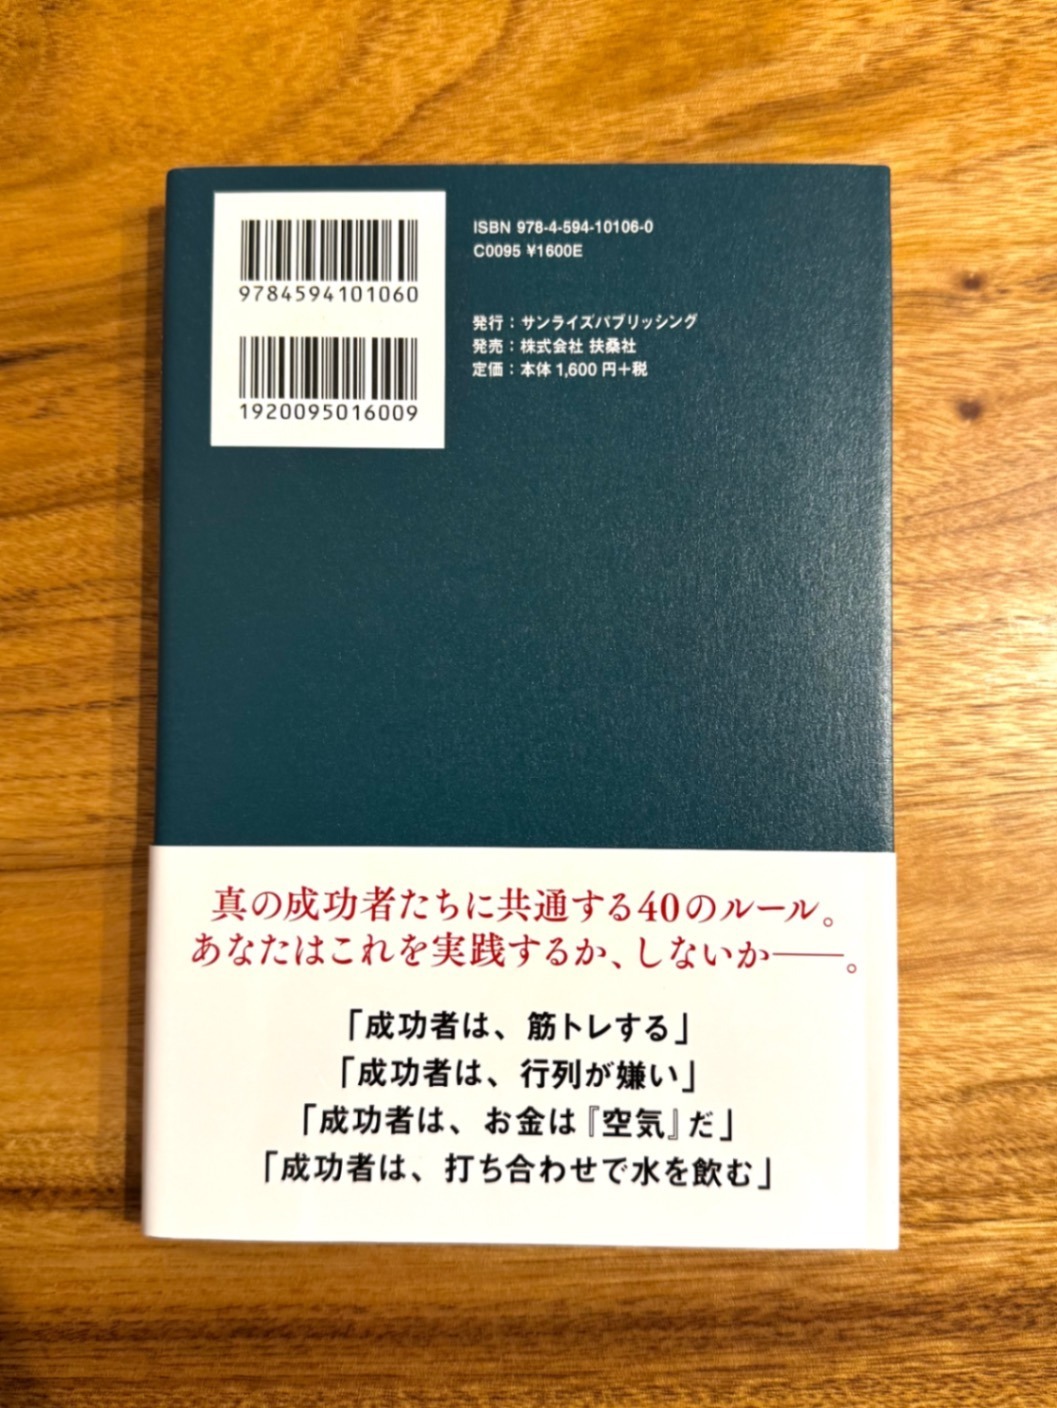 9784594101060
1920095016009
ISBN 978-4-594-10106-0
C0095 ¥1600E
発行：サンライズパブリッシング
発売：株式会社 扶桑社
定価：本体 1,600 円＋税
真の成功者たちに共通する40のルール。
あなたはこれを実践するか、しないか――。
「成功者は、筋トレする」
「成功者は、行列が嫌い」
「成功者は、お金は『空気』だ」
「成功者は、打ち合わせで水を飲む」